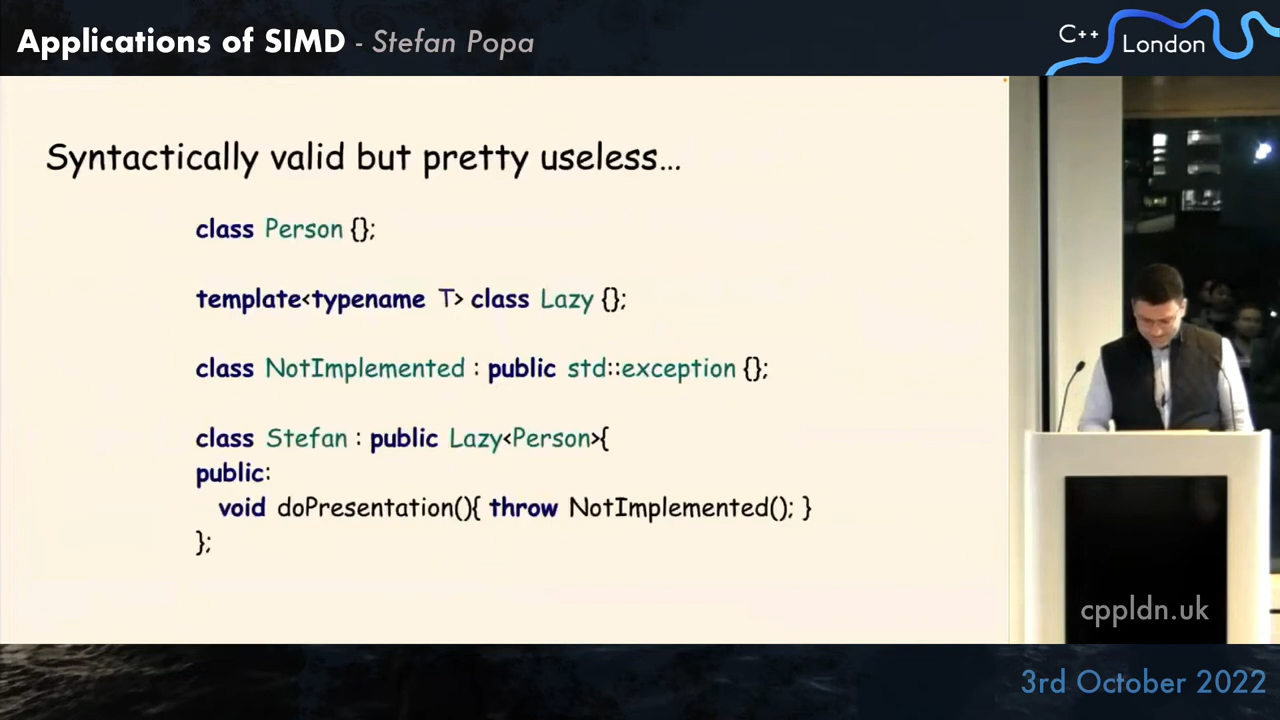 Applications of SIMD - Stefan Popa
C++ London
Syntactically valid but pretty useless...
class Person {};
template<typename T> class Lazy {};
class NotImplemented : public std::exception {};
class Stefan : public Lazy<Person>{
public:
void doPresentation(){ throw NotImplemented(); }
};
cppldn.uk
3rd October 2022